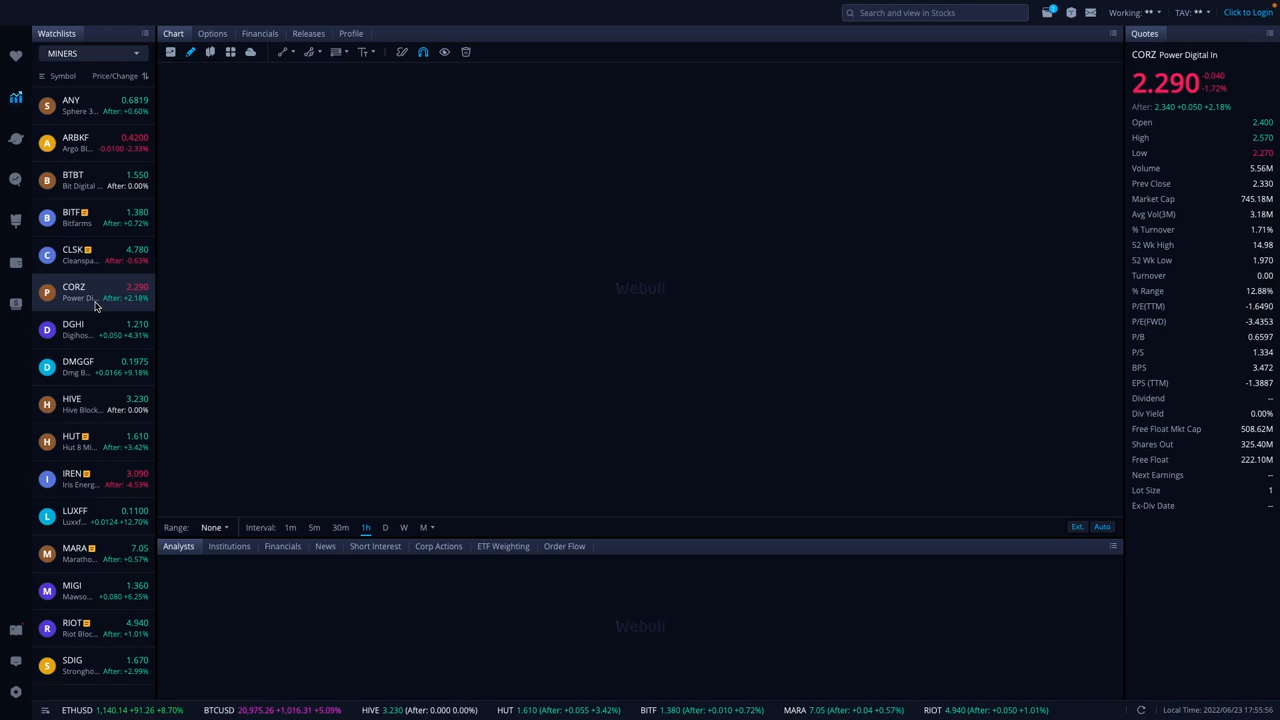 Search and view in Stocks
1
Working: **
TAV: **
Click to Login
Watchlists
Chart Options Financials Releases Profile
Quotes
MINERS
Symbol Price/Change
ANY 0.6819
Sphere 3... After: +0.60%
ARBKF 0.4200
Argo Bl... -0.0100 -2.33%
BTBT 1.550
Bit Digital ... After: 0.00%
BITF 1.380
Bitfarms After: +0.72%
CLSK 4.780
Cleanspa... After: -0.63%
CORZ 2.290
Power Di... After: +2.18%
DGHI 1.210
Digihos... +0.050 +4.31%
DMGGF 0.1975
Dmg B... +0.0166 +9.18%
HIVE 3.230
Hive Block... After: 0.00%
HUT 1.610
Hut 8 Mi... After: +3.42%
IREN 3.090
Iris Energ... After: -4.53%
LUXFF 0.1100
Luxxf... +0.0124 +12.70%
MARA 7.05
Maratho... After: +0.57%
MIGI 1.360
Mawso... +0.080 +6.25%
RIOT 4.940
Riot Bloc... After: +1.01%
SDIG 1.670
Strongho... After: +2.99%
S
A
B
B
C
P
D
D
H
H
I
L
M
M
R
S
Webull
Range: None Interval: 1m 5m 30m 1h D W M
Ext. Auto
Analysts Institutions Financials News Short Interest Corp Actions ETF Weighting Order Flow
Webull
CORZ Power Digital In
2.290 -0.040
-1.72%
After: 2.340 +0.050 +2.18%
Open 2.400
High 2.570
Low 2.270
Volume 5.56M
Prev Close 2.330
Market Cap 745.18M
Avg Vol(3M) 3.18M
% Turnover 1.71%
52 Wk High 14.98
52 Wk Low 1.970
Turnover 0.00
% Range 12.88%
P/E(TTM) -1.6490
P/E(FWD) -3.4353
P/B 0.6597
P/S 1.334
BPS 3.472
EPS (TTM) -1.3887
Dividend --
Div Yield 0.00%
Free Float Mkt Cap 508.62M
Shares Out 325.40M
Free Float 222.10M
Next Earnings --
Lot Size 1
Ex-Div Date --
ETHUSD 1,140.14 +91.26 +8.70% BTCUSD 20,975.26 +1,016.31 +5.09% HIVE 3.230 (After: 0.000 0.00%) HUT 1.610 (After: +0.055 +3.42%) BITF 1.380 (After: +0.010 +0.72%) MARA 7.05 (After: +0.04 +0.57%) RIOT 4.940 (After: +0.050 +1.01%) Local Time: 2022/06/23 17:55:56